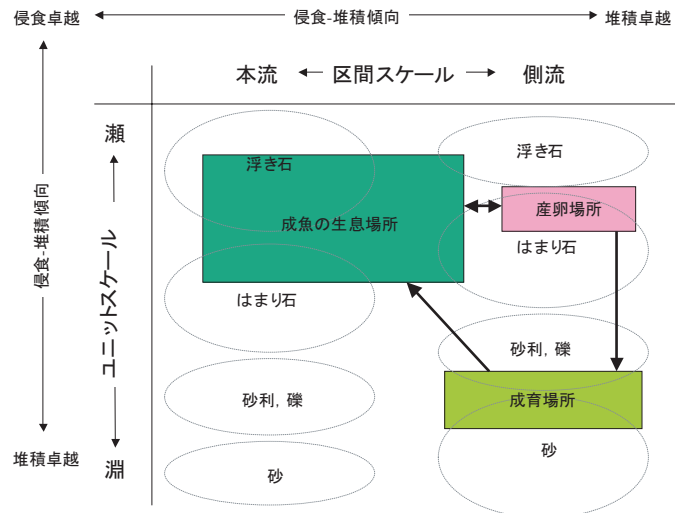 侵食卓越 侵食-堆積傾向 堆積卓越
本流 区間スケール 側流
瀬
侵食-堆積傾向
ユニットスケール
堆積卓越 淵
浮き石
浮き石
成魚の生息場所
産卵場所
はまり石
はまり石
砂利, 礫
砂利, 礫
成育場所
砂
砂